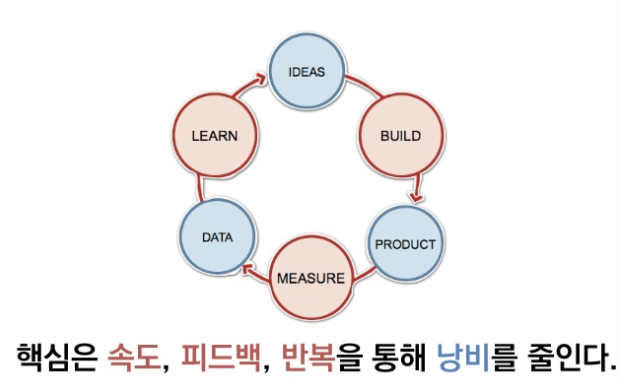 IDEAS
BUILD
PRODUCT
MEASURE
DATA
LEARN
핵심은 속도, 피드백, 반복을 통해 낭비를 줄인다.